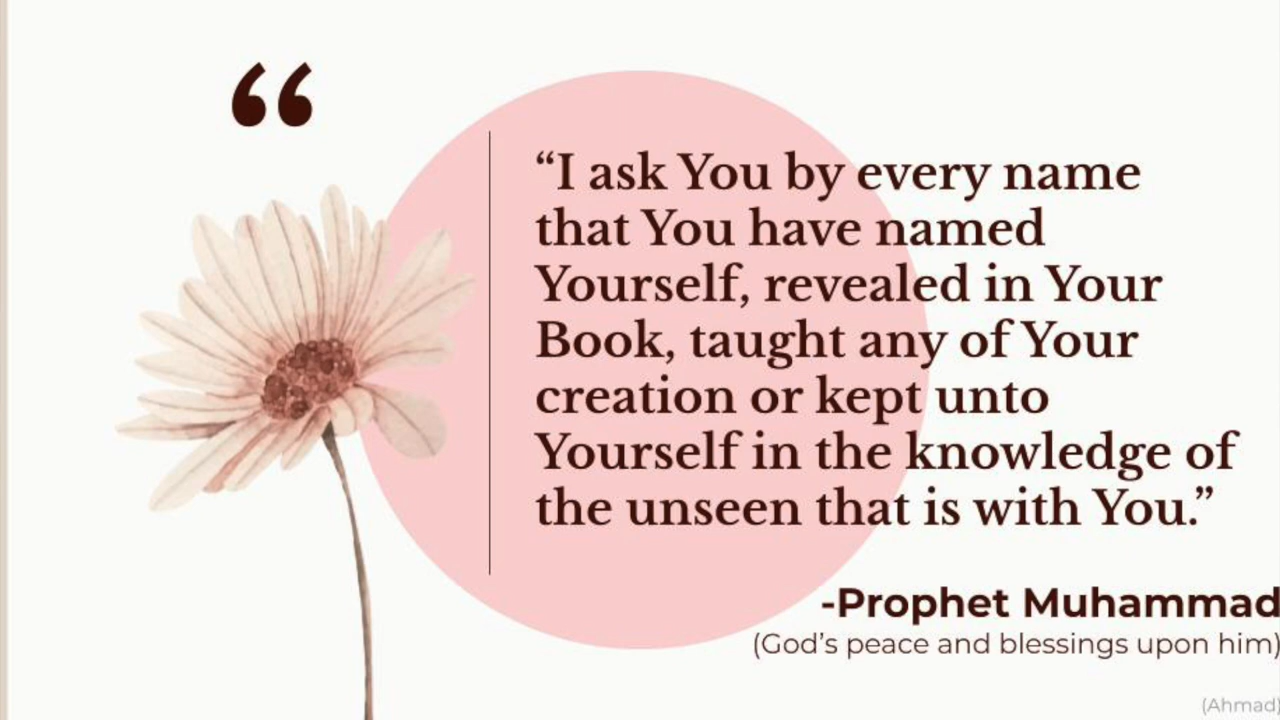 “
“I ask You by every name
that You have named
Yourself, revealed in Your
Book, taught any of Your
creation or kept unto
Yourself in the knowledge of
the unseen that is with You.”
-Prophet Muhammad
(God’s peace and blessings upon him)
(Ahmad)